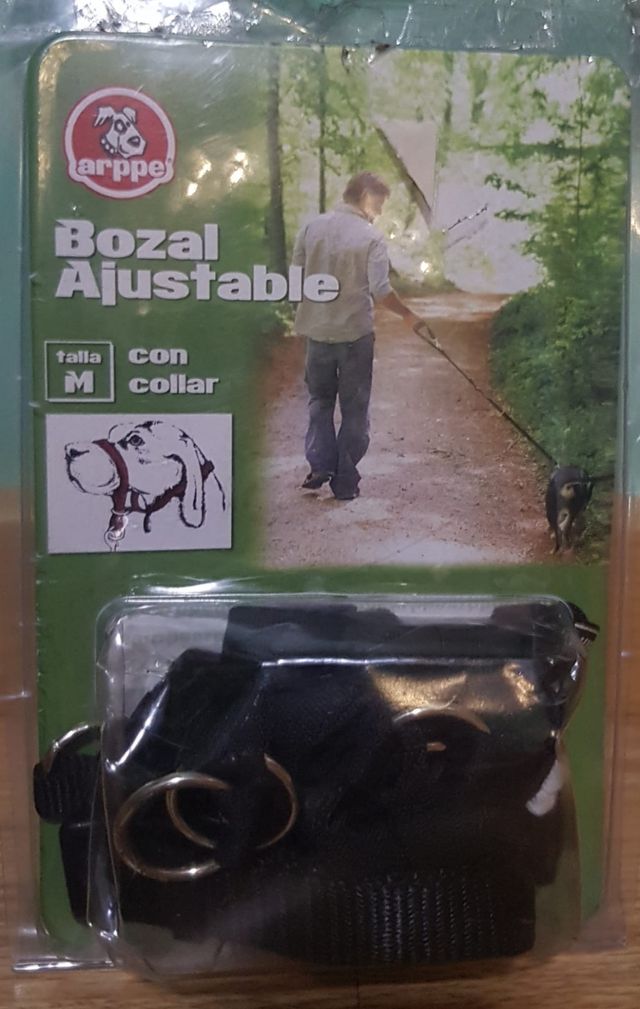 arppe
Bozal
Ajustable
talla
M
con
collar